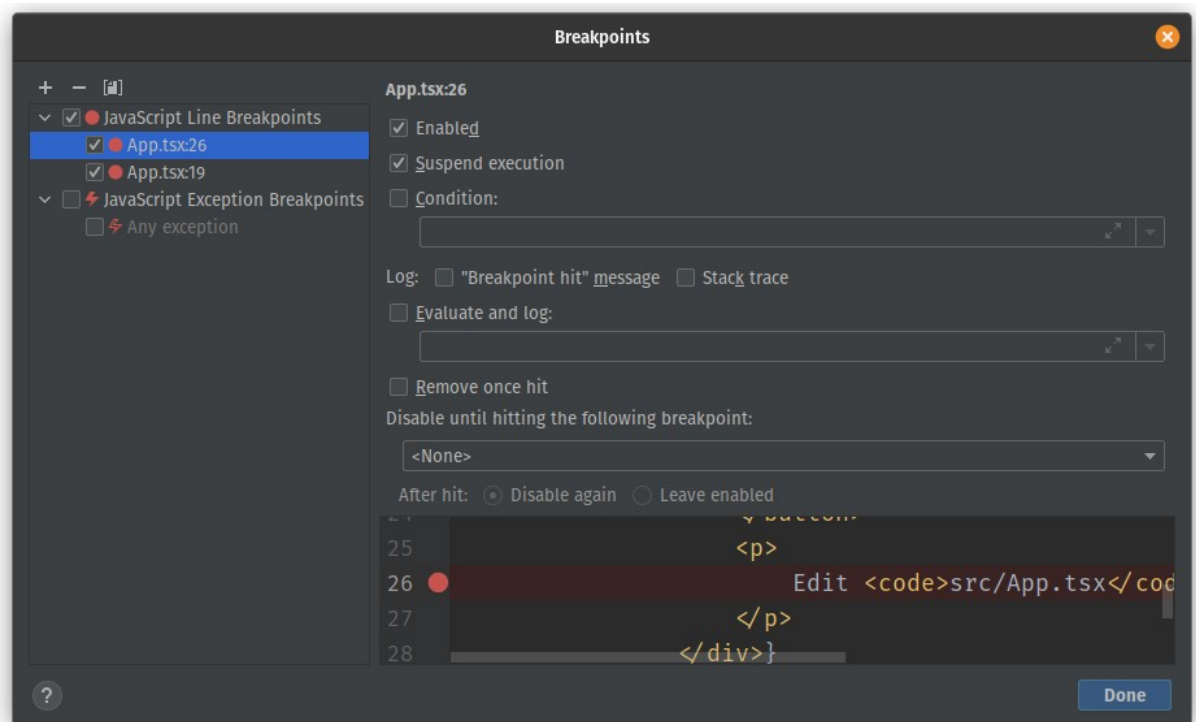 Breakpoints
App.tsx:26
JavaScript Line Breakpoints
App.tsx:26
App.tsx:19
JavaScript Exception Breakpoints
Any exception
Enabled
Suspend execution
Condition:
Log: "Breakpoint hit" message Stack trace
Evaluate and log:
Remove once hit
Disable until hitting the following breakpoint:
<None>
After hit: Disable again Leave enabled
24 </button>
25 <p>
26 Edit <code>src/App.tsx</cod
27 </p>
28 </div>}
? Done